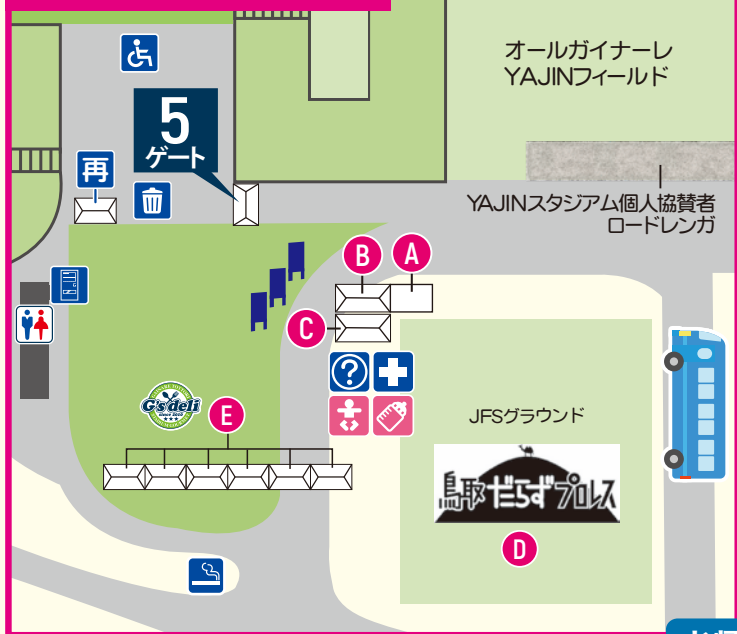 オールガイナーレ
YAJINフィールド
5
ゲート
再
YAJINスタジアム個人協賛者
ロードレンガ
B
A
C
?
G's deli
E
JFSグラウンド
鳥取だらずプロレス
D